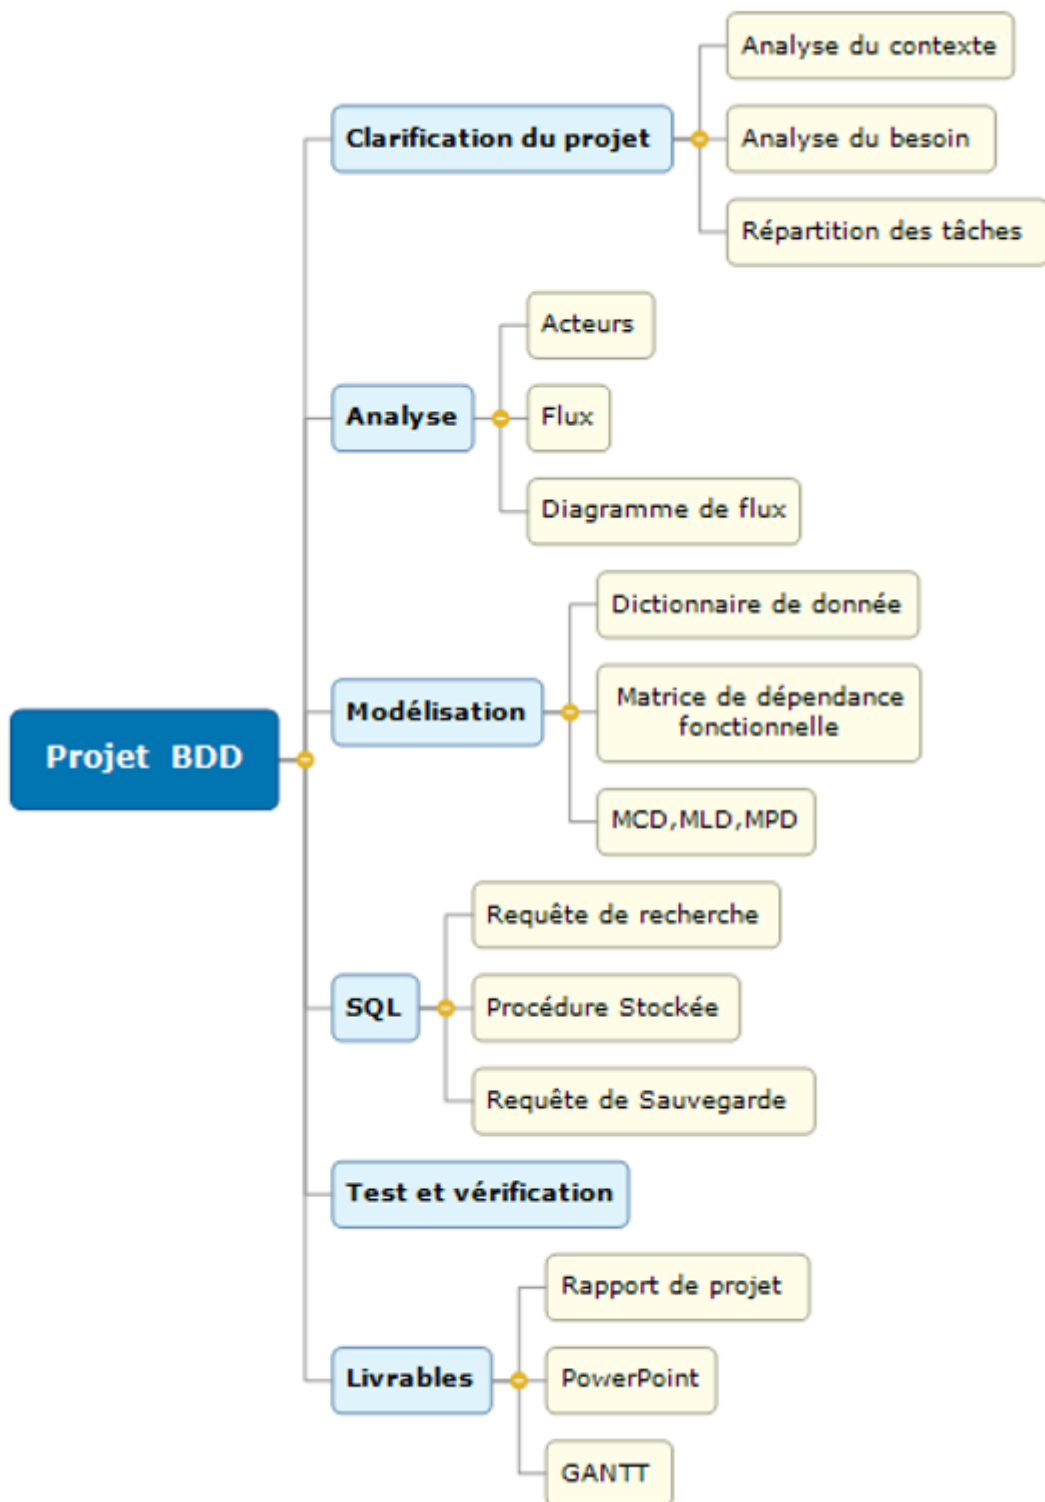 Analyse du contexte
Clarification du projet
Analyse du besoin
Répartition des tâches
Acteurs
Analyse
Flux
Diagramme de flux
Dictionnaire de donnée
Modélisation
Matrice de dépendance
fonctionnelle
Projet BDD
MCD,MLD,MPD
Requête de recherche
SQL
Procédure Stockée
Requête de Sauvegarde
Test et vérification
Rapport de projet
Livrables
PowerPoint
GANTT